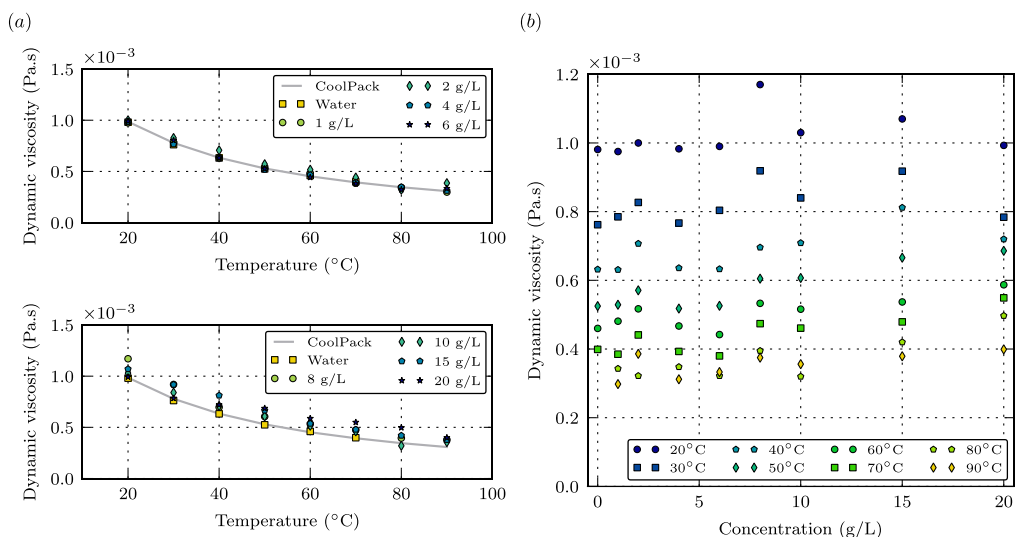 (a)
×10⁻³
Dynamic viscosity (Pa.s)
1.5
1.0
0.5
0.0
20
40
60
80
100
Temperature (°C)
CoolPack
Water
1 g/L
2 g/L
4 g/L
6 g/L
×10⁻³
Dynamic viscosity (Pa.s)
1.5
1.0
0.5
0.0
20
40
60
80
100
Temperature (°C)
CoolPack
Water
8 g/L
10 g/L
15 g/L
20 g/L
(b)
×10⁻³
Dynamic viscosity (Pa.s)
1.2
1.0
0.8
0.6
0.4
0.2
0.0
0
5
10
15
20
Concentration (g/L)
20°C
30°C
40°C
50°C
60°C
70°C
80°C
90°C